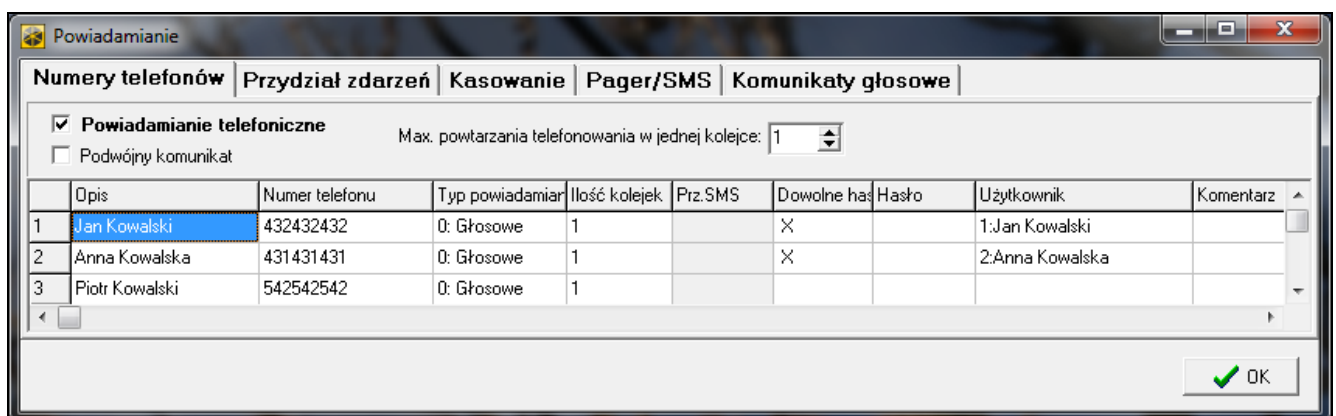 Powiadamianie
Numery telefonów Przydział zdarzeń Kasowanie Pager/SMS Komunikaty głosowe
Powiadamianie telefoniczne Max. powtarzania telefonowania w jednej kolejce: 1
Podwójny komunikat
Opis Numer telefonu Typ powiadamian Ilość kolejek Prz.SMS Dowolne has Hasło Użytkownik Komentarz
1 Jan Kowalski 432432432 0: Głosowe 1 X 1:Jan Kowalski
2 Anna Kowalska 431431431 0: Głosowe 1 X 2:Anna Kowalska
3 Piotr Kowalski 542542542 0: Głosowe 1
OK